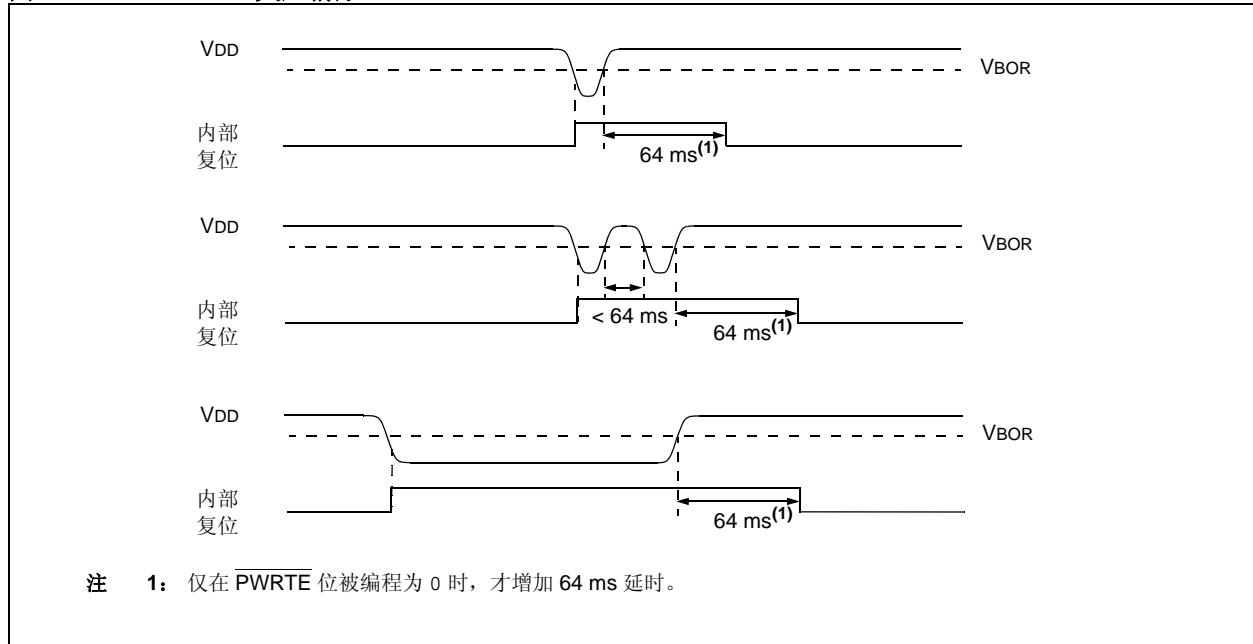 VDD
VBOR
内部
复位
64 ms(1)
VDD
VBOR
内部
复位
< 64 ms
64 ms(1)
VDD
VBOR
内部
复位
64 ms(1)
注 1： 仅在 PWRTE 位被编程为 0 时，才增加 64 ms 延时。